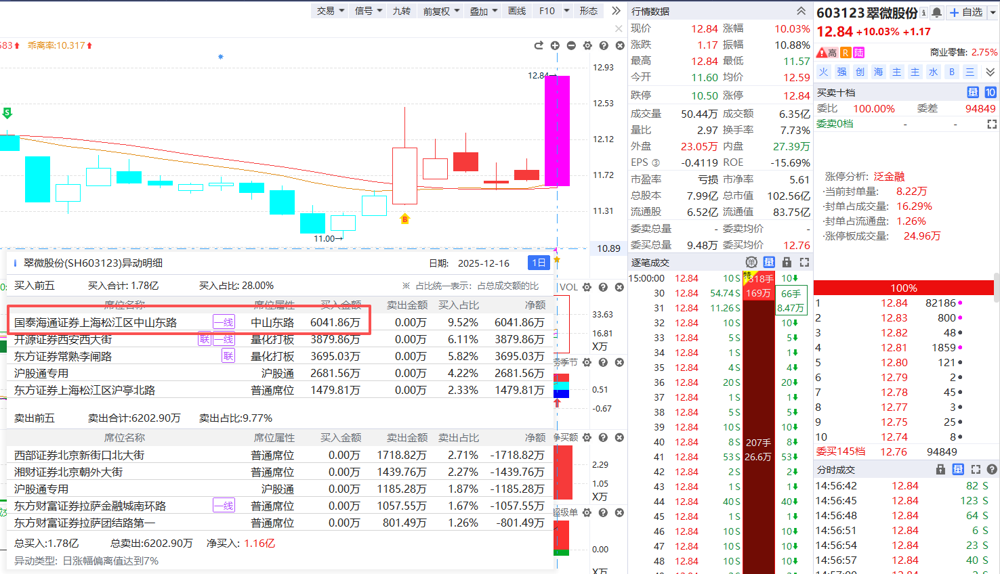 交易 信号 九转 前复权 叠加 画线 F10 形态
583 乖离率:10.317
S
12.84
11.00
B
12.93
12.53
12.12
11.72
11.31
10.89
翠微股份(SH603123)异动明细 日期: 2025-12-16 1日
买入前五 买入合计: 1.78亿 买入占比: 28.00% ※ 占比统一表示: 占总成交额的比
席位名称 席位属性 买入金额 卖出金额 买入占比 净额
国泰海通证券上海松江区中山东路 一线 中山东路 6041.86万 0.00万 9.52% 6041.86万
开源证券西安西大街 联 一线 量化打板 3879.86万 0.00万 6.11% 3879.86万
东方证券常熟李闸路 联 量化打板 3695.03万 0.00万 5.82% 3695.03万
沪股通专用 沪股通 2681.56万 0.00万 4.22% 2681.56万
东方证券上海松江区沪亭北路 普通席位 1479.81万 0.00万 2.33% 1479.81万
卖出前五 卖出合计:6202.90万 卖出占比:9.77%
席位名称 席位属性 买入金额 卖出金额 卖出占比 净额
西部证券北京新街口北大街 普通席位 0.00万 1718.82万 2.71% -1718.82万
湘财证券北京朝外大街 普通席位 0.00万 1439.76万 2.27% -1439.76万
沪股通专用 沪股通 0.00万 1185.28万 1.87% -1185.28万
东方财富证券拉萨金融城南环路 一线 普通席位 0.00万 1057.55万 1.67% -1057.55万
东方财富证券拉萨团结路第一 普通席位 0.00万 801.49万 1.26% -801.49万
总买入:1.78亿 总卖出:6202.90万 净买入: 1.16亿
异动类型: 日涨幅偏离值达到7%
VOL
33.63
16.81
X万
季节
0.51
-0.67
净买额
2.29
1.05
X万
超级单
0.00
X万
行情数据
现价 12.84 涨幅 10.03%
涨跌 1.17 振幅 10.88%
最高 12.84 最低 11.57
今开 11.60 均价 12.59
跌停 10.50 涨停 12.84
成交量 50.44万 成交额 6.35亿
量比 2.97 换手率 7.73%
外盘 23.05万 内盘 27.39万
EPS ③ -0.4119 ROE -15.69%
市盈率 亏损 市净率 5.61
总股本 7.99亿 总市值 102.56亿
流通股 6.52亿 流通值 83.75亿
委卖总量 - 委卖均价 -
委买总量 9.48万 委买均价 12.76
逐笔成交 单 量
15:00:00 12.84 10 S 特 318手 10
30 12.84 54.74 S 169万 66手
31 12.84 11.26 S 8.47万
32 12.84 10 S 10
33 12.84 5 S 5
34 12.84 1 S 1
35 12.84 4 S 4
36 12.84 20 S 20
37 12.84 1 S 1
38 12.84 5 S 5
39 12.84 10 S 10
40 12.84 8 S 207手 8
41 12.84 53 S 26.6万 53
42 12.84 2 S 2
43 12.84 1 S 1
44 12.84 40 S 40
45 12.84 1 S 1
46 12.84 10 S 10
47 12.84 10 S 10
48 12.84 10 S 10
603123 翠微股份 自选
12.84 +10.03% +1.17
高 R 陆 商业零售: 2.75%
火 强 创 海 主 主 水 B 三
买卖十档 量 10
委比 100.00% 委差 94849
委卖0档 - -
涨停分析: 泛金融
·当前封单量: 8.22万
·封单占成交量: 16.29%
·封单占流通盘: 1.26%
·涨停板成交量: 24.96万
100%
1 12.84 82186
2 12.83 800
3 12.82 48
4 12.81 1859
5 12.80 121
6 12.79 2
7 12.78 45
8 12.77 3
9 12.75 25
10 12.74 8
委买145档 12.76 94849
分时成交 量
14:56:42 12.84 82 S
14:56:45 12.84 123 S
14:56:48 12.84 64 S
14:56:51 12.84 6 S
14:56:54 12.84 23 S
14:56:57 12.84 40 S